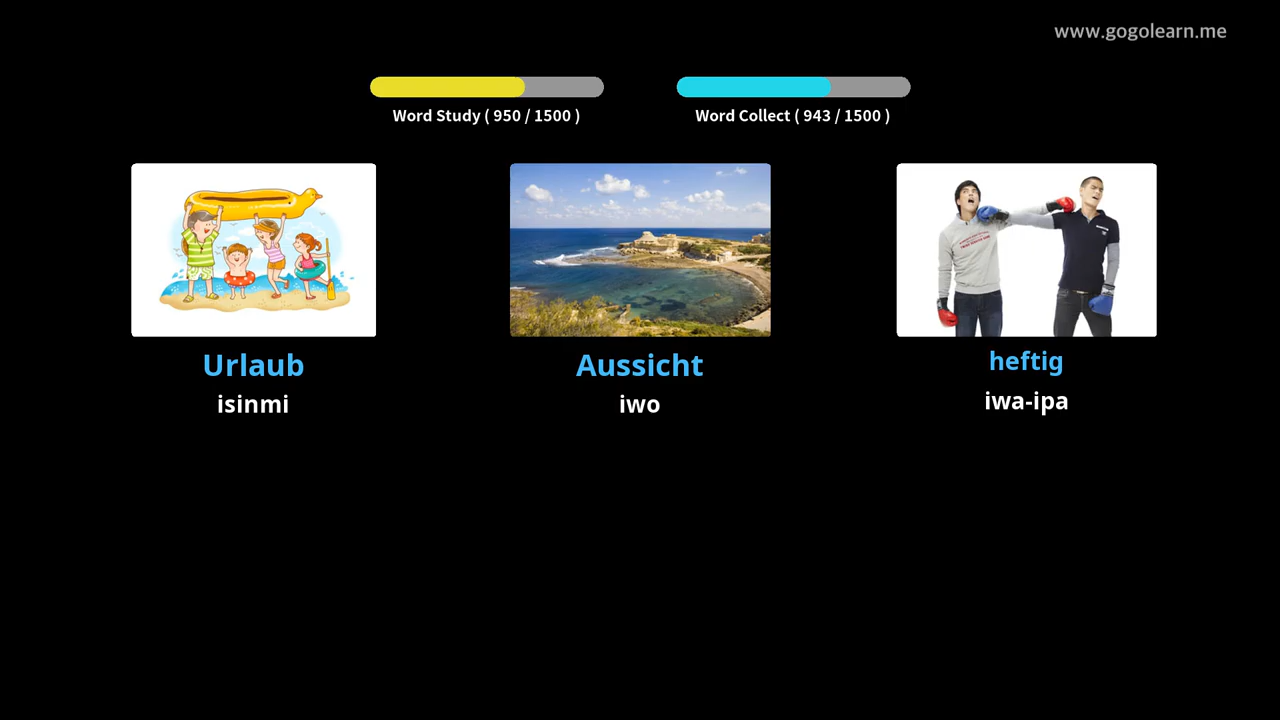 www.gogolearn.me
Word Study ( 950 / 1500 )
Word Collect ( 943 / 1500 )
Urlaub
isinmi
Aussicht
iwo
heftig
iwa-ipa